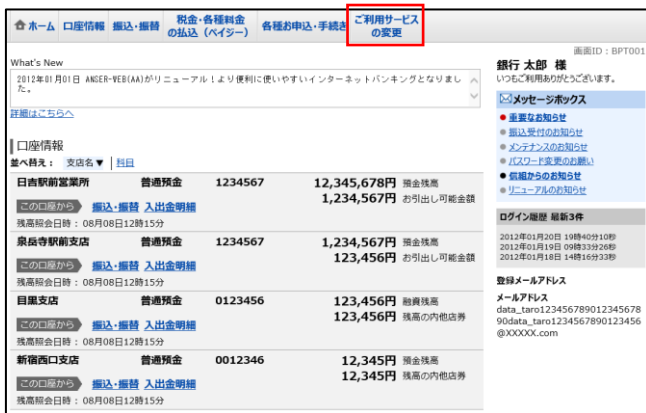 ホーム 口座情報 振込・振替 税金・各種料金の払込（ペイジー） 各種お申込・手続き ご利用サービスの変更
画面ID：BPT001
What's New
2012年01月01日 ANSER-WEB(AA)がリニューアル！より便利に使いやすいインターネットバンキングとなりまし
た。
詳細はこちらへ
口座情報
並べ替え： 支店名▼ | 科目
日吉駅前営業所 普通預金 1234567 12,345,678円 預金残高
1,234,567円 お引出し可能金額
この口座から 振込・振替 入出金明細
残高照会日時：08月08日12時15分
泉岳寺駅前支店 普通預金 1234567 1,234,567円 預金残高
123,456円 お引出し可能金額
この口座から 振込・振替 入出金明細
残高照会日時：08月08日12時15分
目黒支店 普通預金 0123456 123,456円 融資残高
123,456円 残高の内他店券
この口座から 振込・振替 入出金明細
残高照会日時：08月08日12時15分
新宿西口支店 普通預金 0012346 12,345円 預金残高
12,345円 残高の内他店券
この口座から 振込・振替 入出金明細
残高照会日時：08月08日12時15分
銀行 太郎 様
いつもご利用ありがとうございます。
メッセージボックス
重要なお知らせ
振込受付のお知らせ
メンテナンスのお知らせ
パスワード変更のお願い
信組からのお知らせ
リニューアルのお知らせ
ログイン履歴 最新3件
2012年01月20日 19時40分10秒
2012年01月19日 09時33分26秒
2012年01月18日 14時16分33秒
登録メールアドレス
メールアドレス
data_taro123456789012345678
90data_taro1234567890123456
@XXXXX.com